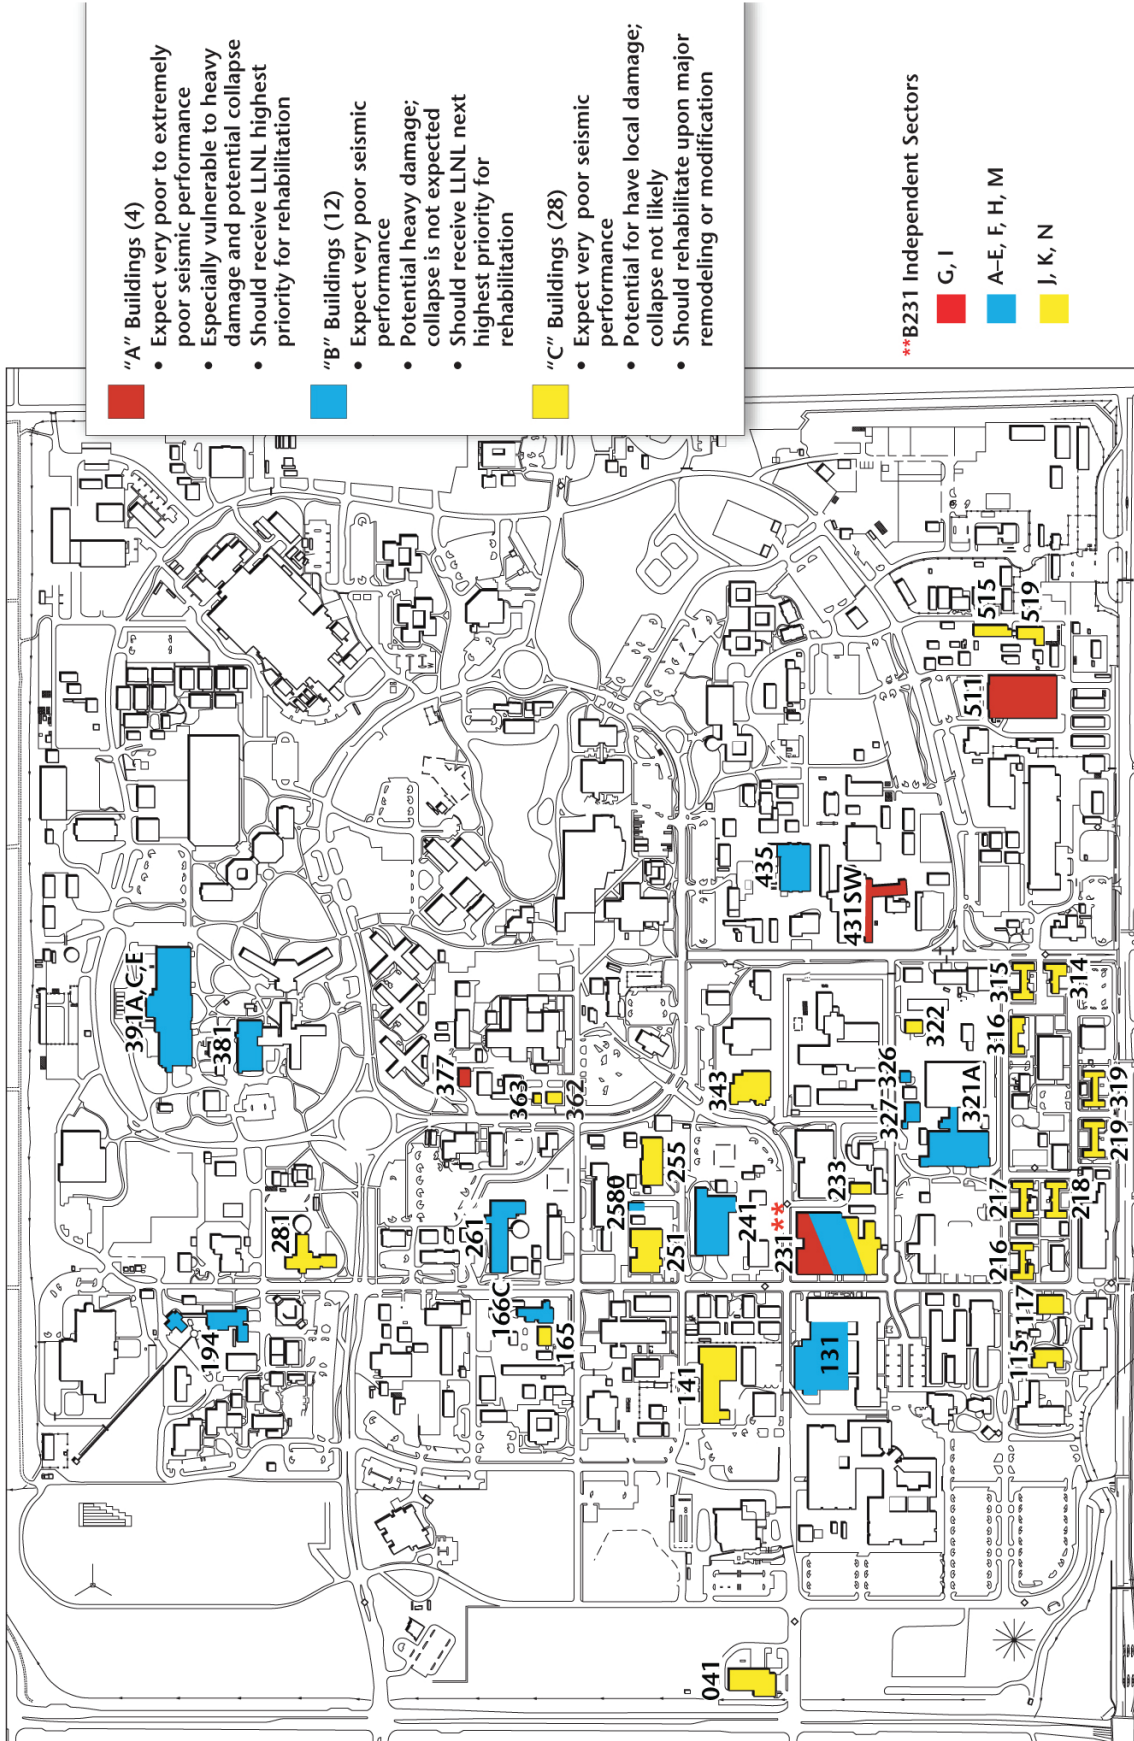 "A" Buildings (4)
• Expect very poor to extremely
poor seismic performance
• Especially vulnerable to heavy
damage and potential collapse
• Should receive LLNL highest
priority for rehabilitation
"B" Buildings (12)
• Expect very poor seismic
performance
• Potential heavy damage;
collapse is not expected
• Should receive LLNL next
highest priority for
rehabilitation
"C" Buildings (28)
• Expect very poor seismic
performance
• Potential for have local damage;
collapse not likely
• Should rehabilitate upon major
remodeling or modification
**B231 Independent Sectors
G, I
A–E, F, H, M
J, K, N
391A,C,E
381
194
281
377
363
362
261
166C
165
2580
255
251
343
241
141
041
435
431SW
231**
233
131
327
326
322
321A
511
515
519
315
314
316
319
219
217
218
216
117
115